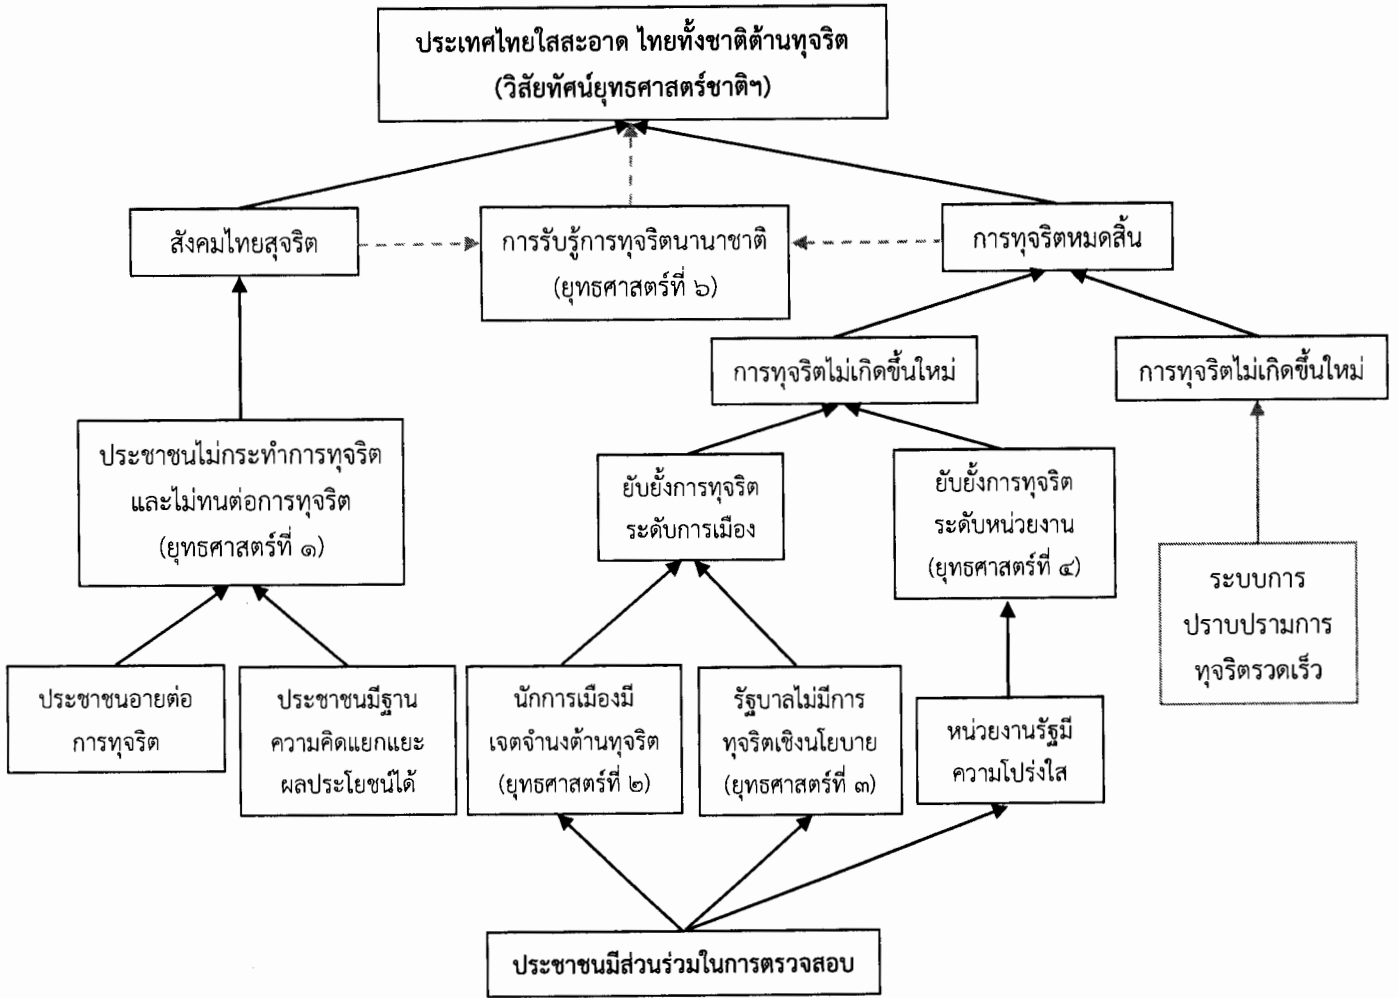 ประเทศไทยใสสะอาด ไทยทั้งชาติต้านทุจริต
(วิสัยทัศน์ยุทธศาสตร์ชาติฯ)
สังคมไทยสุจริต
การรับรู้การทุจริตนานาชาติ
(ยุทธศาสตร์ที่ ๖)
การทุจริตหมดสิ้น
การทุจริตไม่เกิดขึ้นใหม่
การทุจริตไม่เกิดขึ้นใหม่
ประชาชนไม่กระทำการทุจริต
และไม่ทนต่อการทุจริต
(ยุทธศาสตร์ที่ ๑)
ยับยั้งการทุจริต
ระดับการเมือง
ยับยั้งการทุจริต
ระดับหน่วยงาน
(ยุทธศาสตร์ที่ ๔)
ระบบการ
ปราบปรามการ
ทุจริตรวดเร็ว
ประชาชนอายต่อ
การทุจริต
ประชาชนมีฐาน
ความคิดแยกแยะ
ผลประโยชน์ได้
นักการเมืองมี
เจตจำนงต้านทุจริต
(ยุทธศาสตร์ที่ ๒)
รัฐบาลไม่มีการ
ทุจริตเชิงนโยบาย
(ยุทธศาสตร์ที่ ๓)
หน่วยงานรัฐมี
ความโปร่งใส
ประชาชนมีส่วนร่วมในการตรวจสอบ